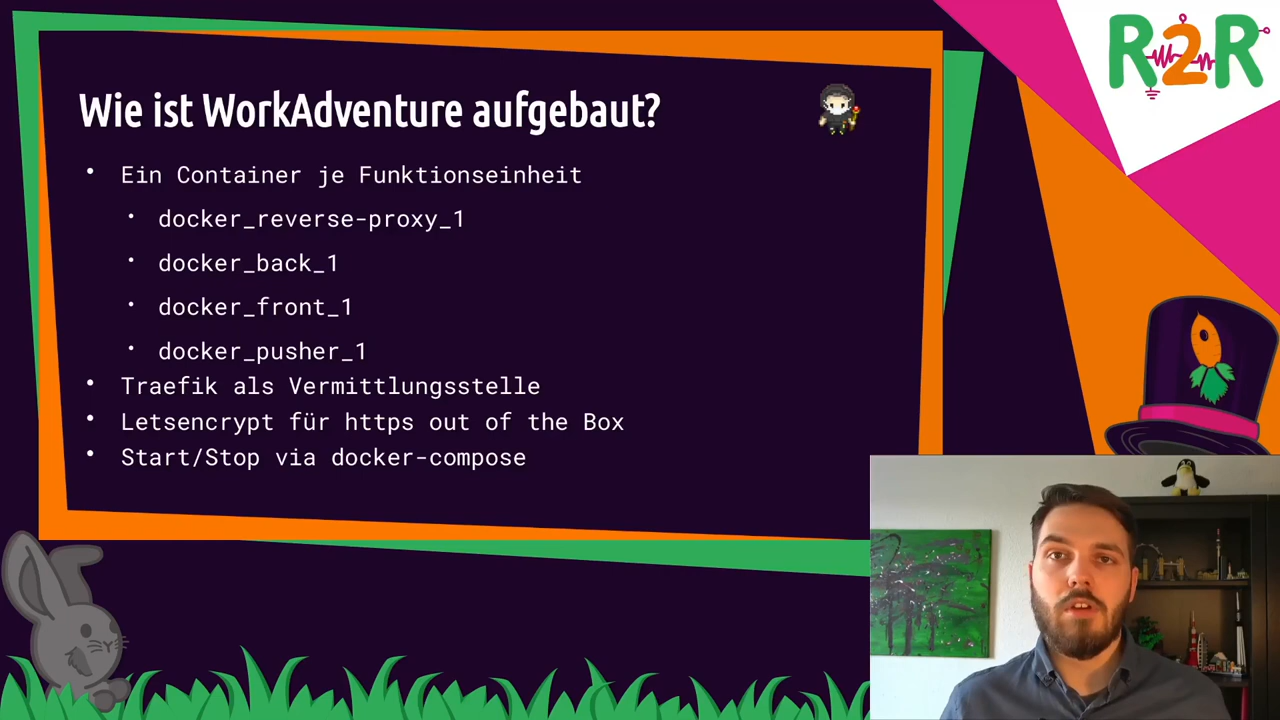 R2R
Wie ist WorkAdventure aufgebaut?
• Ein Container je Funktionseinheit
• docker_reverse-proxy_1
• docker_back_1
• docker_front_1
• docker_pusher_1
• Traefik als Vermittlungsstelle
• Letsencrypt für https out of the Box
• Start/Stop via docker-compose